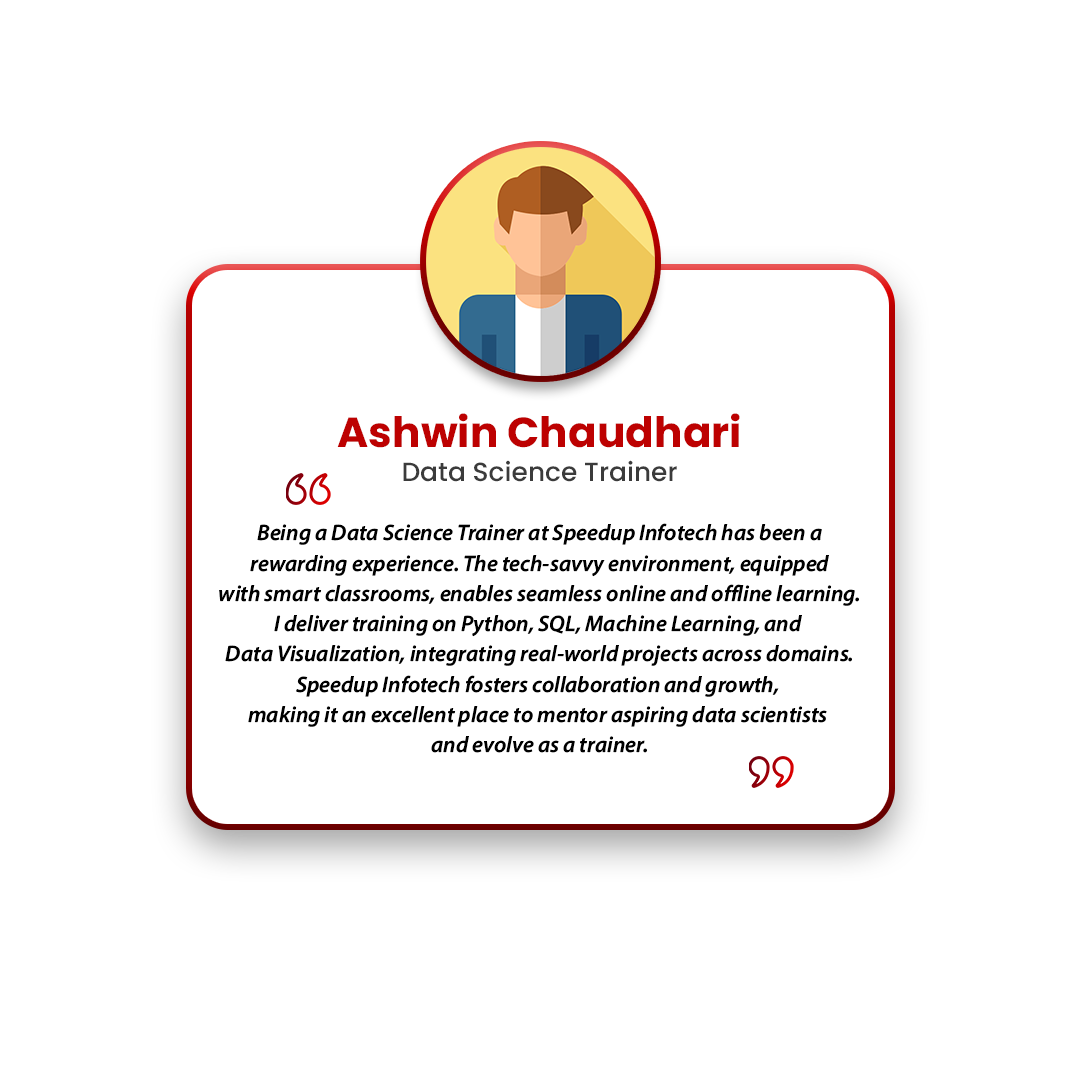 Ashwin Chaudhari
Data Science Trainer
“
Being a Data Science Trainer at Speedup Infotech has been a
rewarding experience. The tech-savvy environment, equipped
with smart classrooms, enables seamless online and offline learning.
I deliver training on Python, SQL, Machine Learning, and
Data Visualization, integrating real-world projects across domains.
Speedup Infotech fosters collaboration and growth,
making it an excellent place to mentor aspiring data scientists
and evolve as a trainer.
”